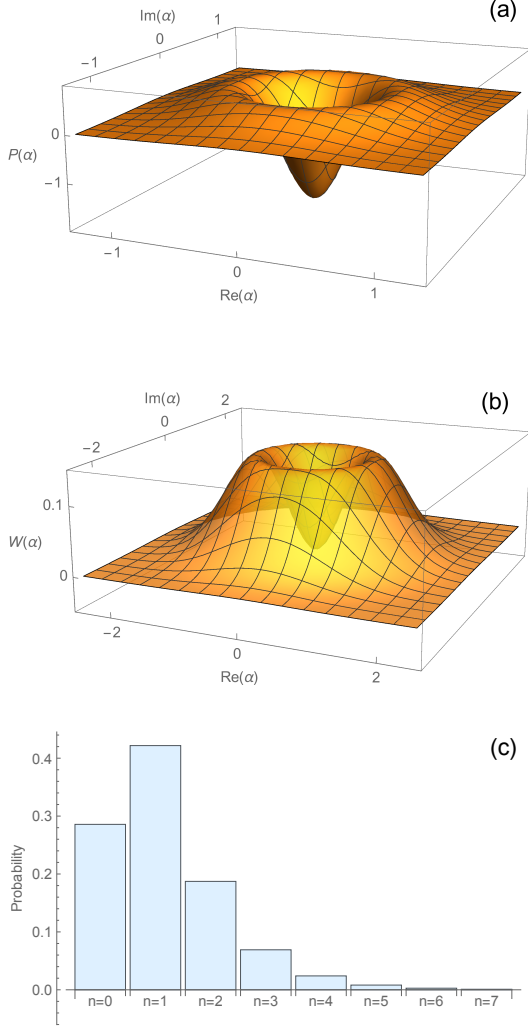 (a)
Im(α)
−1
0
1
0
P(α)
−1
−1
0
1
Re(α)
(b)
Im(α)
−2
0
2
0.1
W(α)
0
−2
0
2
Re(α)
(c)
0.4
0.3
0.2
0.1
0.0
Probability
n=0 n=1 n=2 n=3 n=4 n=5 n=6 n=7